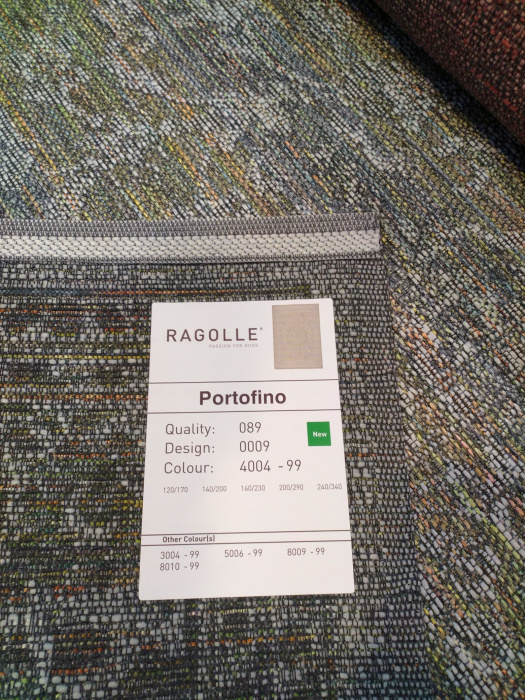 RAGOLLE®
PASSION FOR RUGS
Portofino
Quality: 089
New
Design: 0009
Colour: 4004 - 99
120/170 140/200 160/230 200/290 240/340
Other Colour(s)
3004 - 99 5006 - 99 8009 - 99
8010 - 99